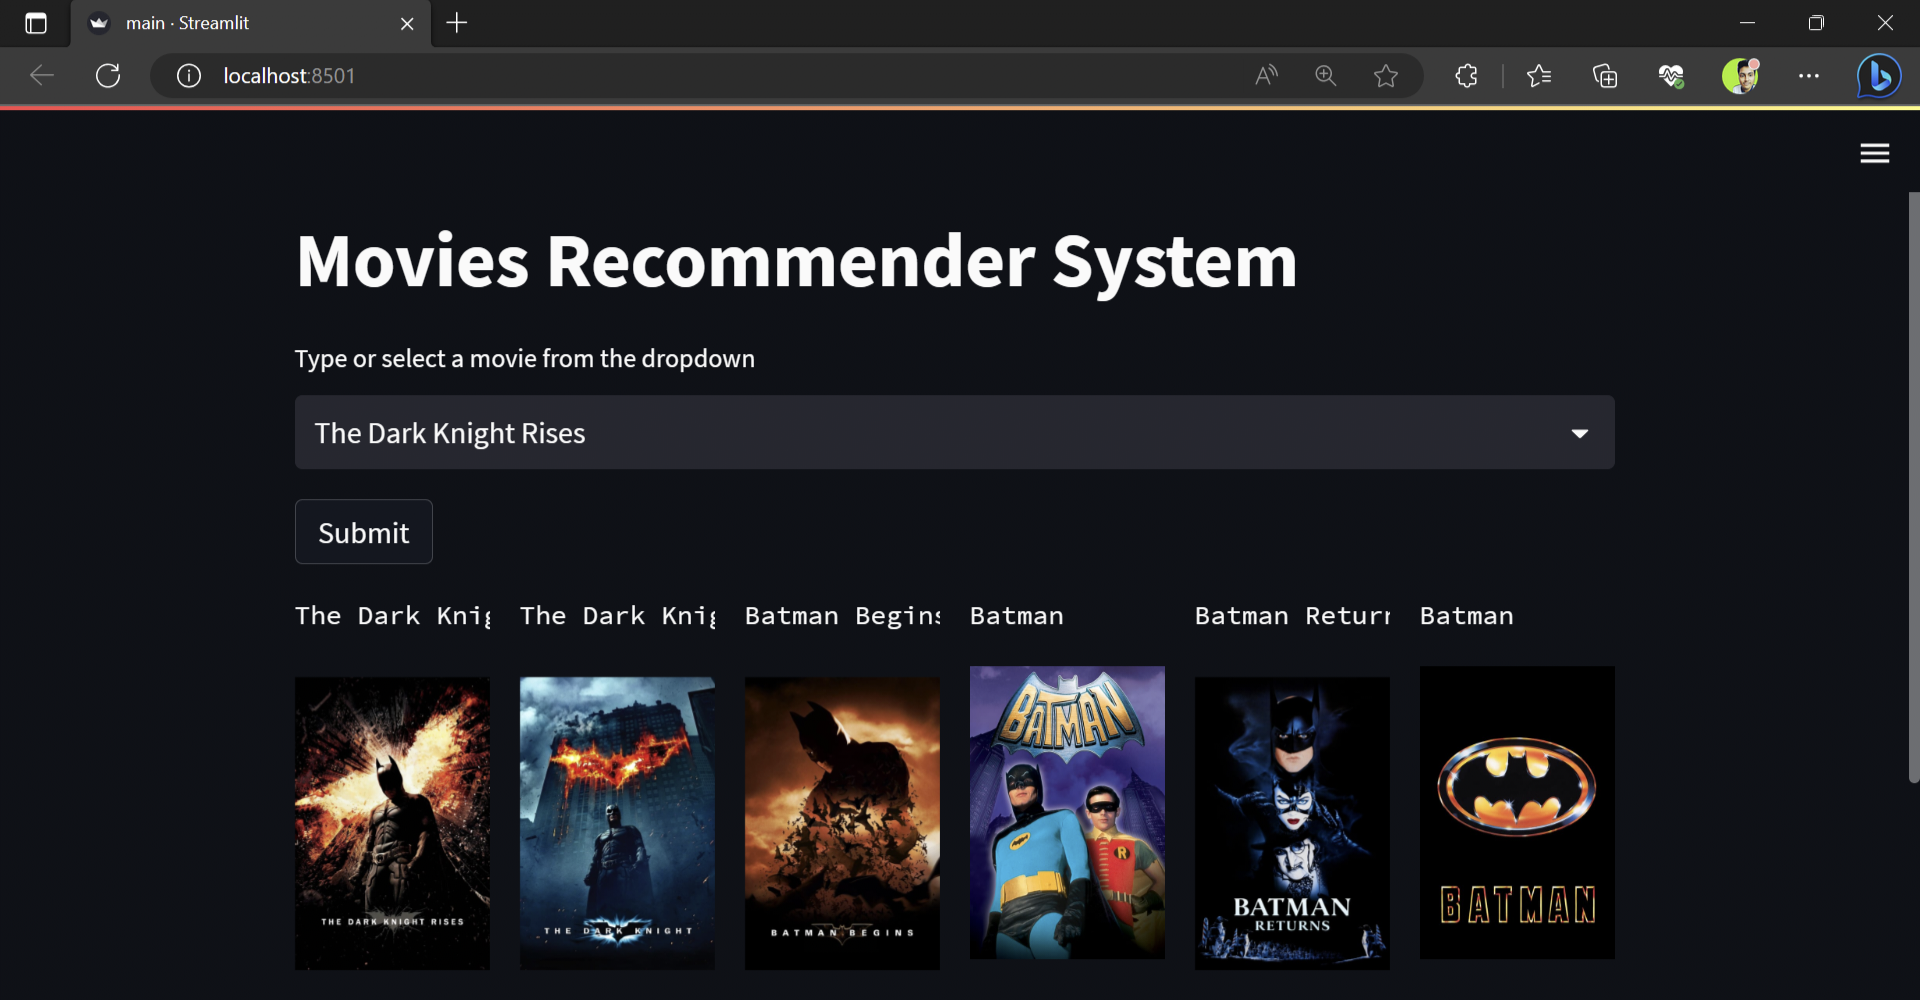 main · Streamlit
localhost:8501
Movies Recommender System
Type or select a movie from the dropdown
The Dark Knight Rises
Submit
The Dark Knig
The Dark Knig
Batman Begins
Batman
Batman Return
Batman
THE DARK KNIGHT RISES
THE DARK KNIGHT
BATMAN BEGINS
BATMAN
R
BATMAN
RETURNS
BATMAN